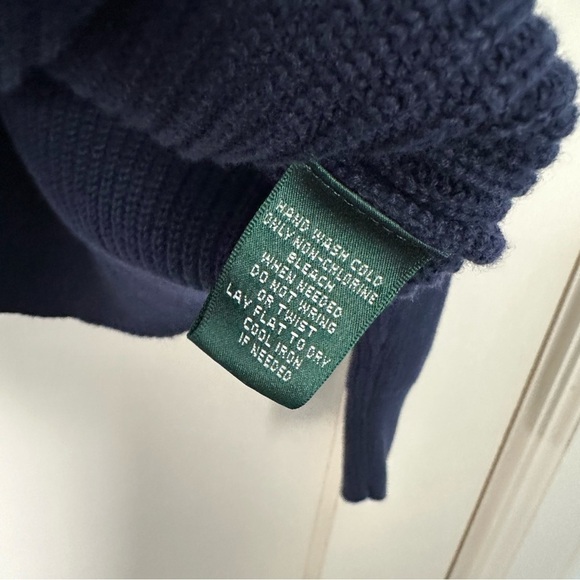 HAND WASH COLD
ONLY NON-CHLORINE
BLEACH
WHEN NEEDED
DO NOT WRING
OR TWIST
LAY FLAT TO DRY
COOL IRON
IF NEEDED